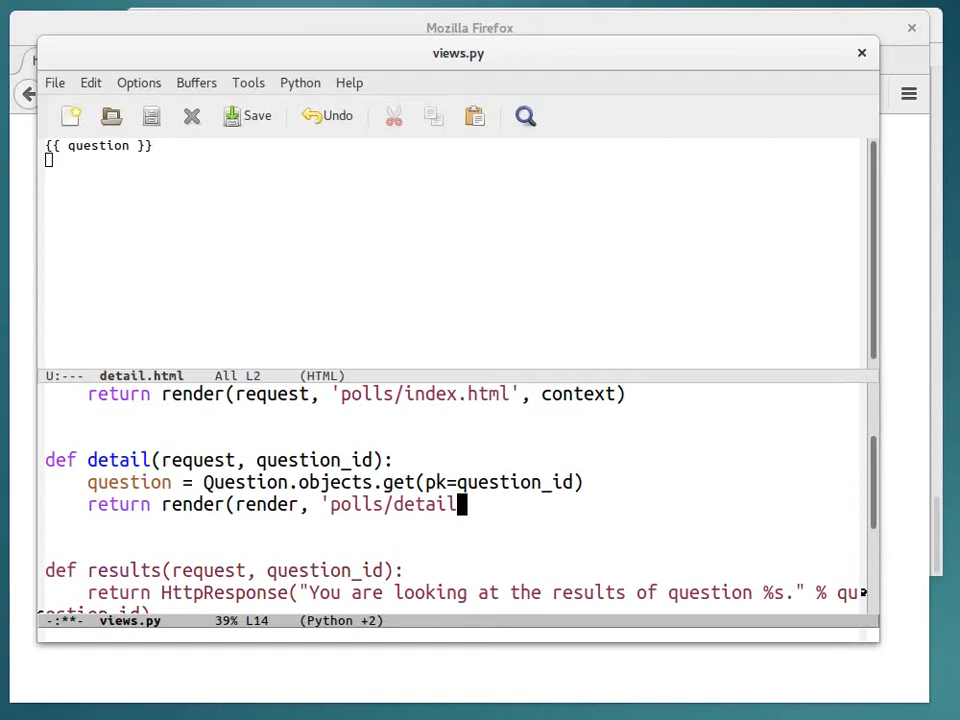 Mozilla Firefox
views.py
File Edit Options Buffers Tools Python Help
Save Undo
{{ question }}
U:--- detail.html All L2 (HTML)
return render(request, 'polls/index.html', context)
def detail(request, question_id):
question = Question.objects.get(pk=question_id)
return render(render, 'polls/detail
def results(request, question_id):
return HttpResponse("You are looking at the results of question %s." % qu
estion_id)
-:**- views.py 39% L14 (Python +2)